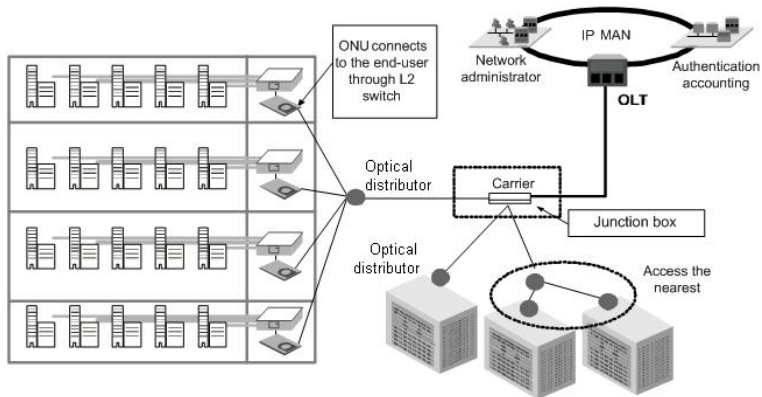 ONU connects
to the end-user
through L2
switch
IP MAN
Network
administrator
Authentication
accounting
OLT
Optical
distributor
Carrier
Junction box
Optical
distributor
Access the
nearest